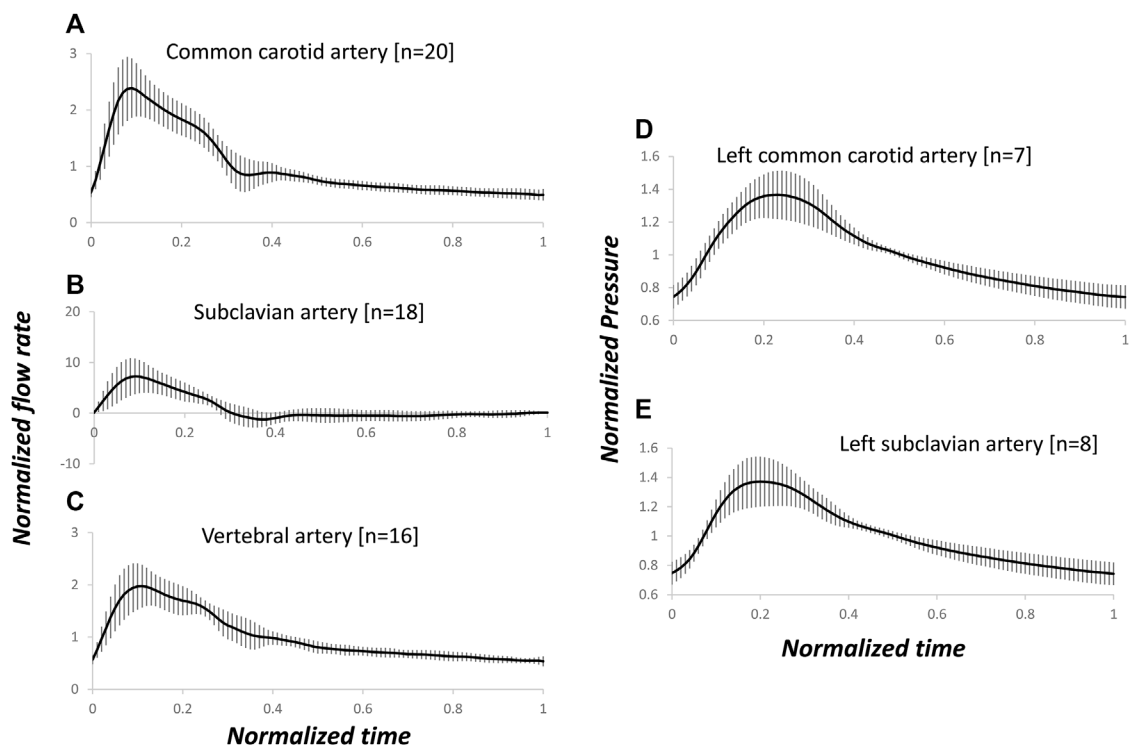 A
Common carotid artery [n=20]
3
2
1
0
0 0.2 0.4 0.6 0.8 1
B
Subclavian artery [n=18]
20
10
0
-10
0 0.2 0.4 0.6 0.8 1
C
Vertebral artery [n=16]
3
2
1
0
0 0.2 0.4 0.6 0.8 1
Normalized flow rate
Normalized time
D
Left common carotid artery [n=7]
1.6
1.4
1.2
1
0.8
0.6
0 0.2 0.4 0.6 0.8 1
E
Left subclavian artery [n=8]
1.6
1.4
1.2
1
0.8
0.6
0 0.2 0.4 0.6 0.8 1
Normalized Pressure
Normalized time